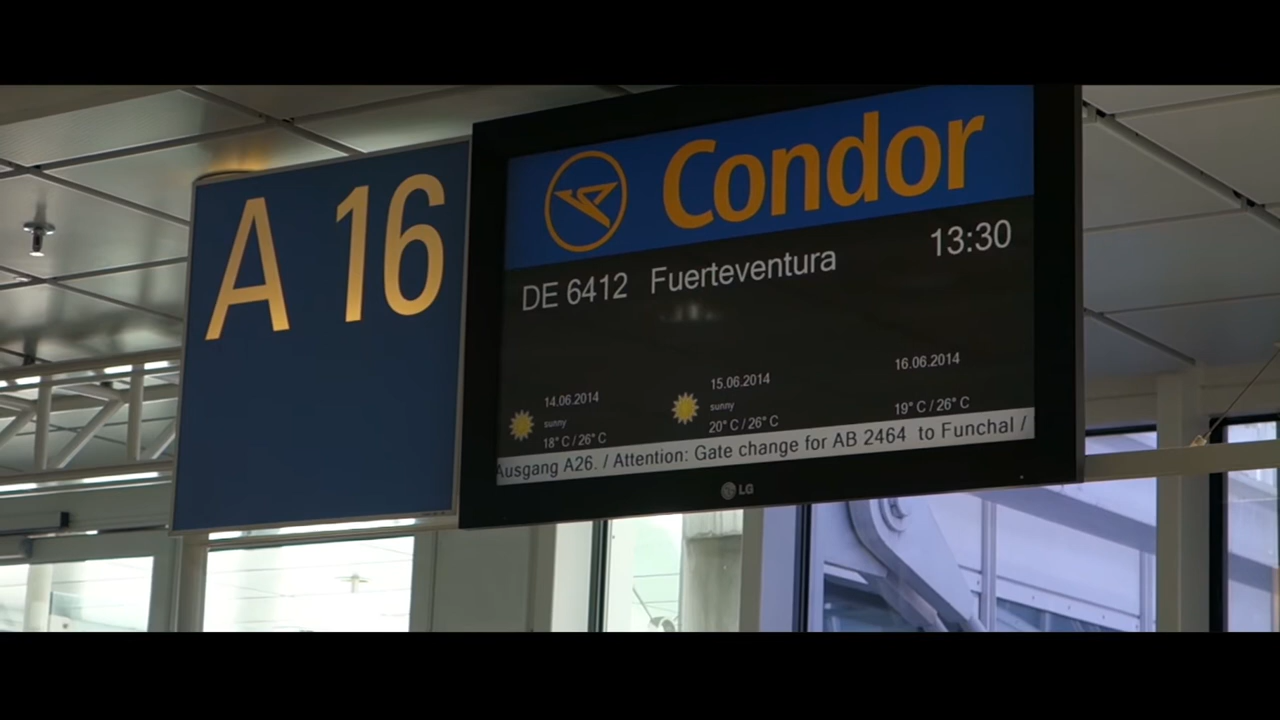 A 16
Condor
DE 6412 Fuerteventura 13:30
14.06.2014
sunny
18° C / 26° C
15.06.2014
sunny
20° C / 26° C
16.06.2014
19° C / 26° C
Ausgang A26. / Attention: Gate change for AB 2464 to Funchal /
LG